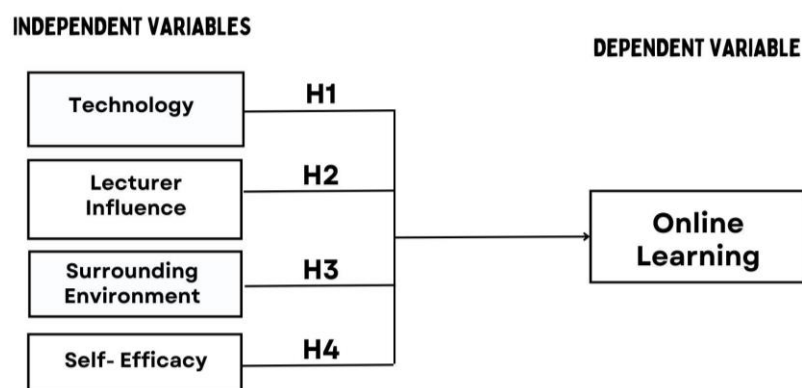 INDEPENDENT VARIABLES
DEPENDENT VARIABLE
Technology
H1
Lecturer
Influence
H2
Surrounding
Environment
H3
Self- Efficacy
H4
Online
Learning